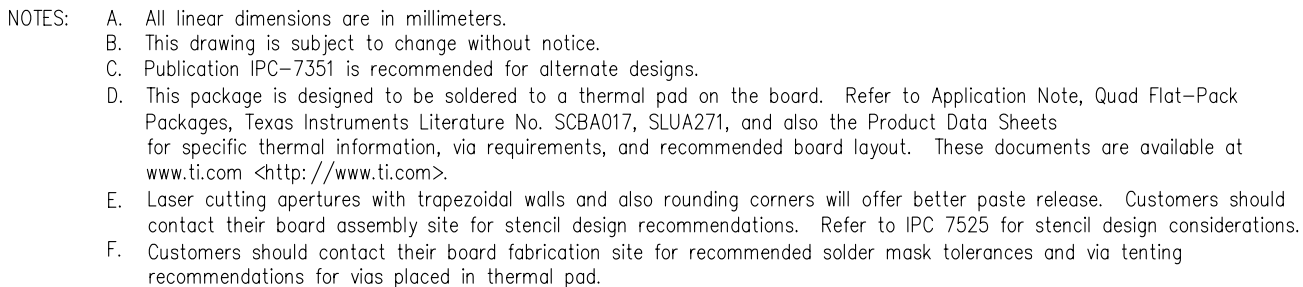 NOTES: A. All linear dimensions are in millimeters.
B. This drawing is subject to change without notice.
C. Publication IPC-7351 is recommended for alternate designs.
D. This package is designed to be soldered to a thermal pad on the board. Refer to Application Note, Quad Flat-Pack
Packages, Texas Instruments Literature No. SCBA017, SLUA271, and also the Product Data Sheets
for specific thermal information, via requirements, and recommended board layout. These documents are available at
www.ti.com <http://www.ti.com>.
E. Laser cutting apertures with trapezoidal walls and also rounding corners will offer better paste release. Customers should
contact their board assembly site for stencil design recommendations. Refer to IPC 7525 for stencil design considerations.
F. Customers should contact their board fabrication site for recommended solder mask tolerances and via tenting
recommendations for vias placed in thermal pad.